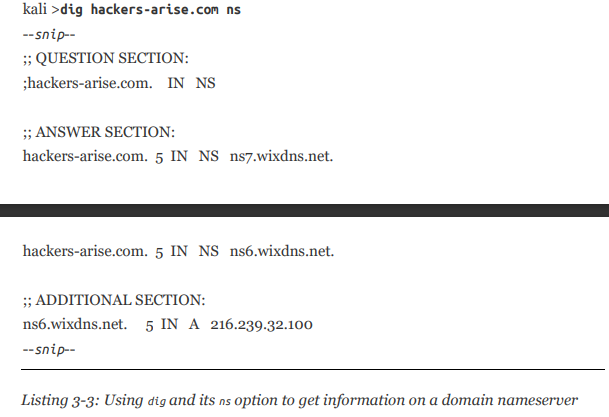 kali >dig hackers-arise.com ns
--snip--
;; QUESTION SECTION:
;hackers-arise.com. IN NS
;; ANSWER SECTION:
hackers-arise.com. 5 IN NS ns7.wixdns.net.
hackers-arise.com. 5 IN NS ns6.wixdns.net.
;; ADDITIONAL SECTION:
ns6.wixdns.net. 5 IN A 216.239.32.100
--snip--
Listing 3-3: Using dig and its ns option to get information on a domain nameserver